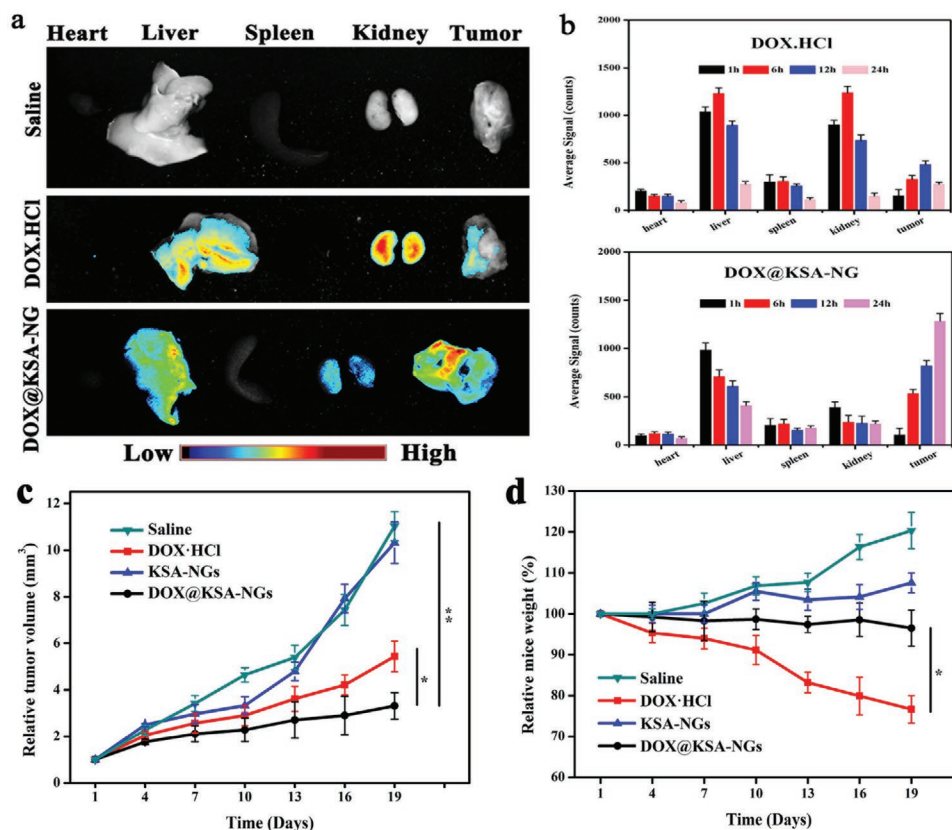 a
Heart Liver Spleen Kidney Tumor
Saline
DOX.HCl
DOX@KSA-NG
Low High
b
DOX.HCl
1h 6h 12h 24h
Average Signal (counts)
2000
1500
1000
500
0
heart liver spleen kidney tumor
DOX@KSA-NG
1h 6h 12h 24h
Average Signal (counts)
2000
1500
1000
500
0
heart liver spleen kidney tumor
c
Relative tumor volume (mm³)
12
10
8
6
4
2
0
Saline
DOX·HCl
KSA-NGs
DOX@KSA-NGs
*
**
1 4 7 10 13 16 19
Time (Days)
d
Relative mice weight (%)
130
120
110
100
90
80
70
60
Saline
DOX·HCl
KSA-NGs
DOX@KSA-NGs
*
1 4 7 10 13 16 19
Time (Days)